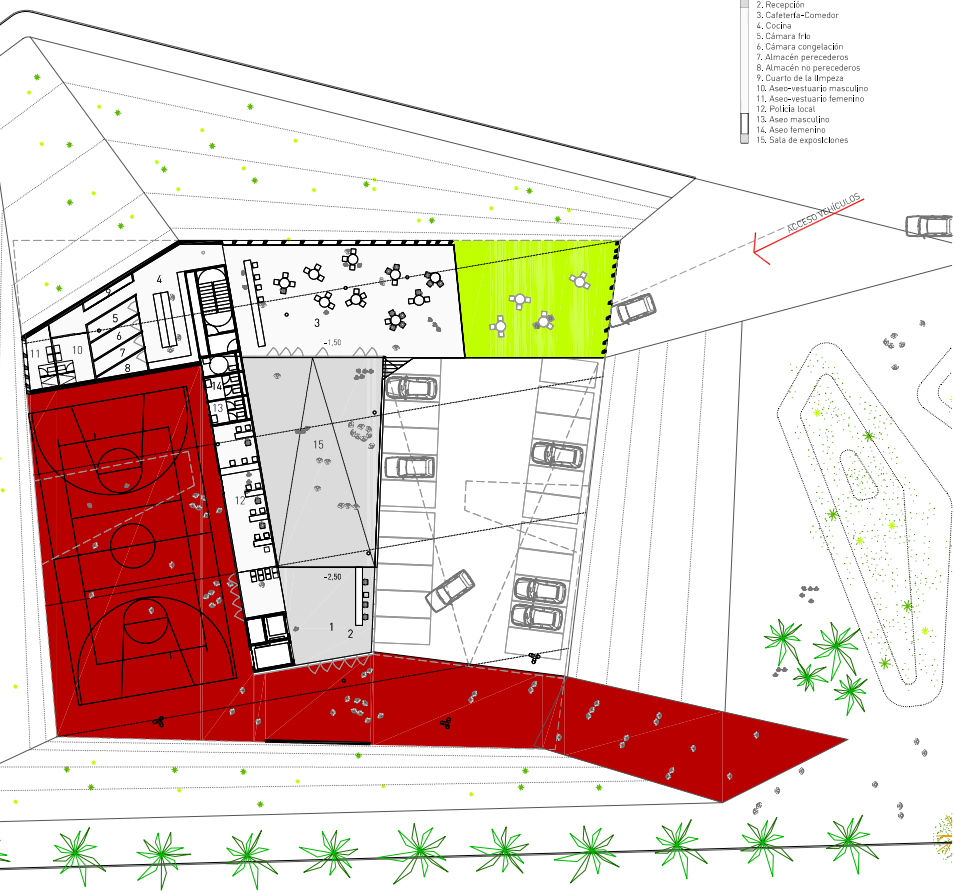 2. Recepción
3. Cafetería-Comedor
4. Cocina
5. Cámara frío
6. Cámara congelación
7. Almacén perecederos
8. Almacén no perecederos
9. Cuarto de la limpeza
10. Aseo-vestuario masculino
11. Aseo-vestuario femenino
12. Policía local
13. Aseo masculino
14. Aseo femenino
15. Sala de exposiciones
ACCESO VEHÍCULOS
4
9
5
3
6
-1,50
11
10
7
8
14
13
15
12
-2,50
1
2